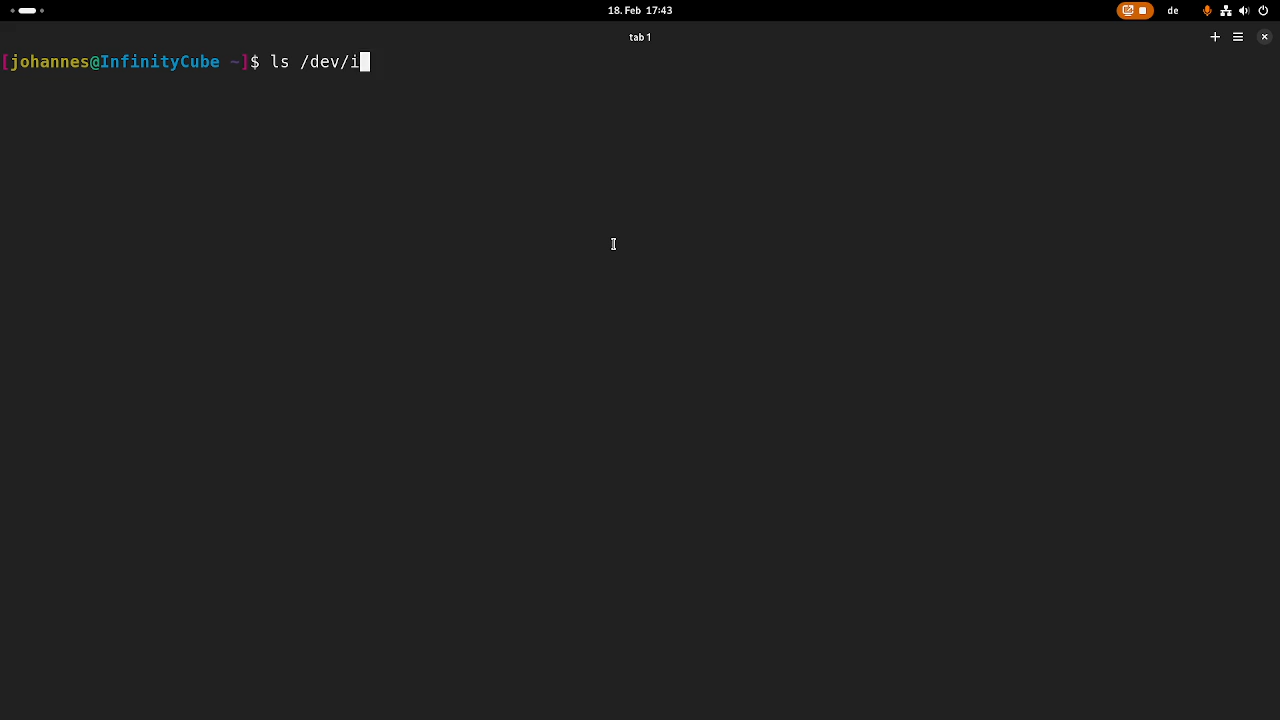 18. Feb 17:43
de
tab 1
[johannes@InfinityCube ~]$ ls /dev/i